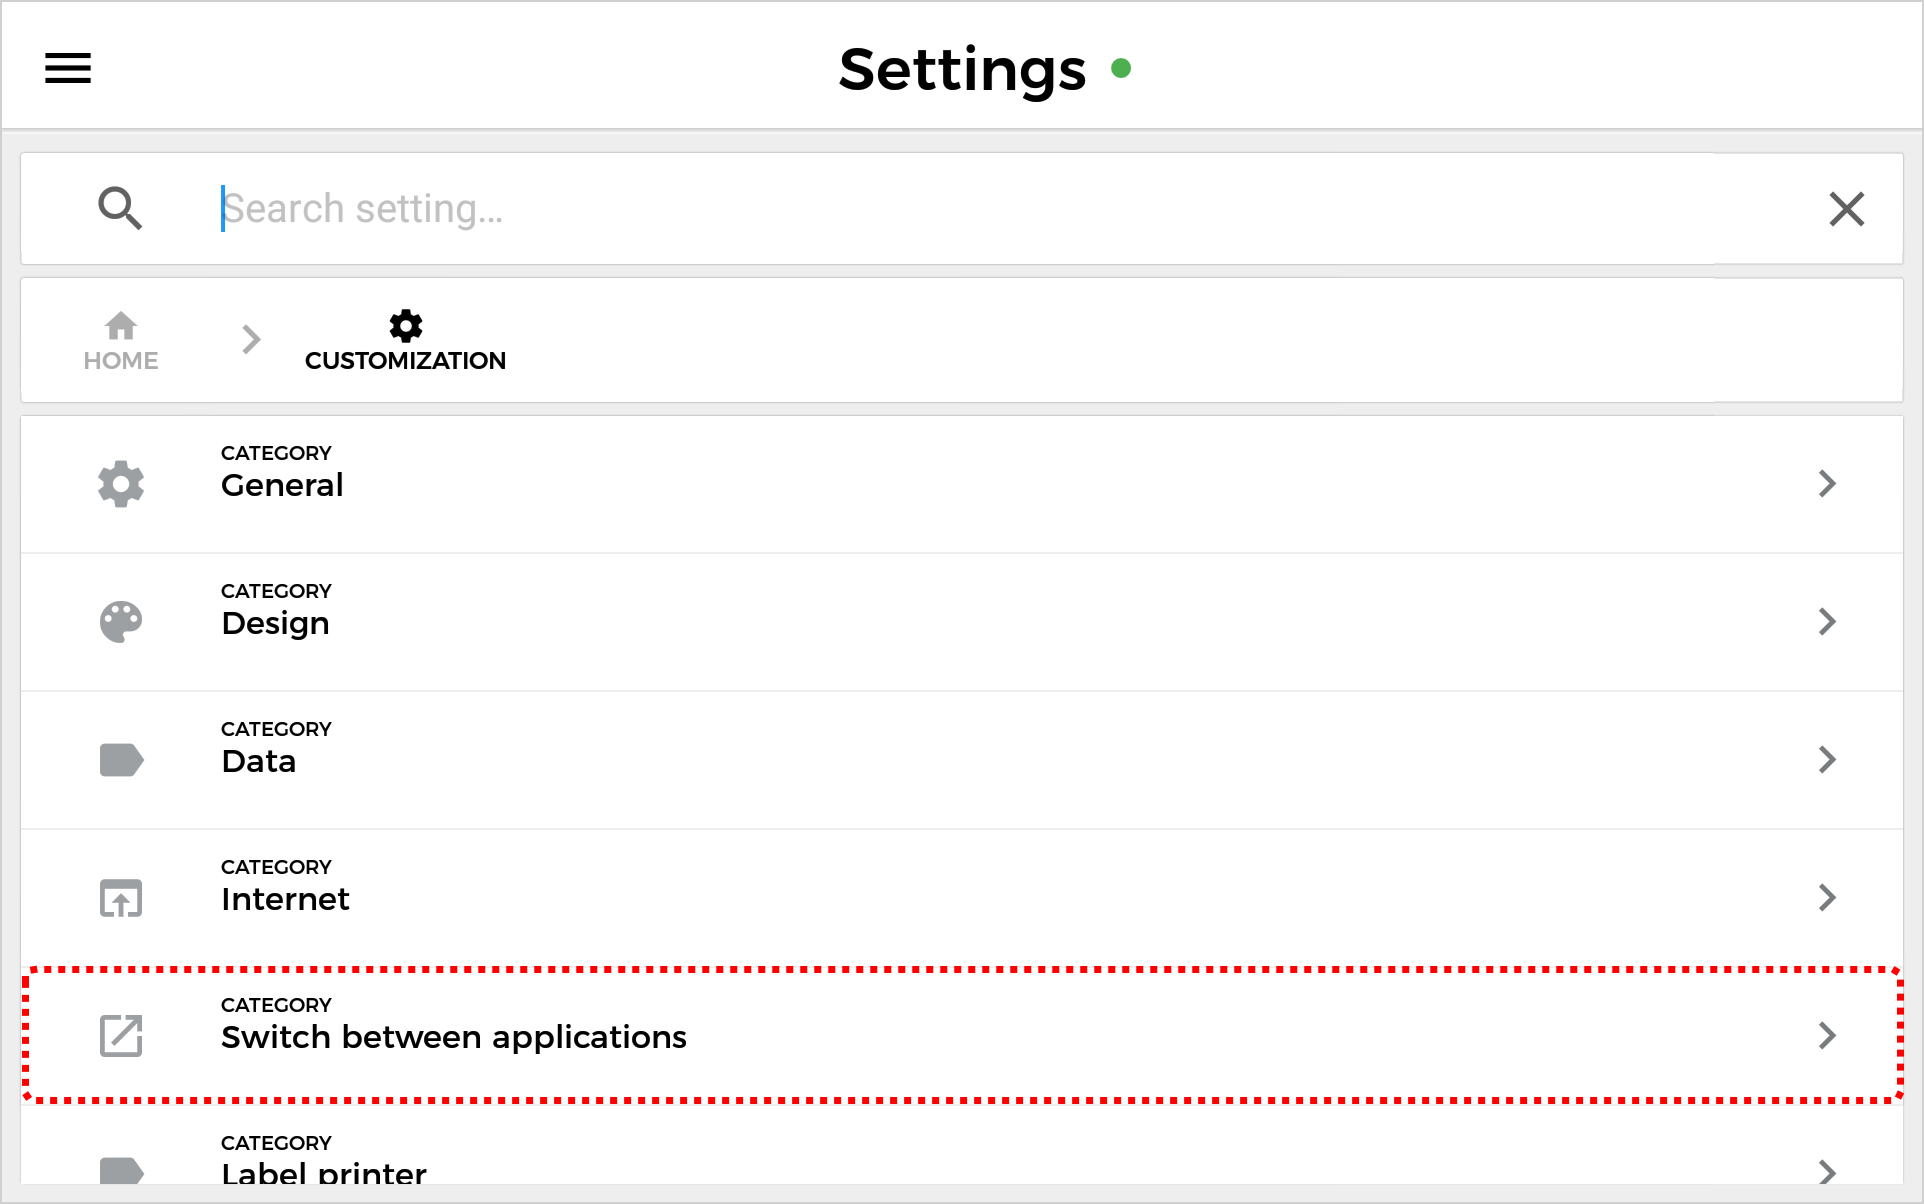 Settings
Search setting...
HOME
CUSTOMIZATION
CATEGORY
General
CATEGORY
Design
CATEGORY
Data
CATEGORY
Internet
CATEGORY
Switch between applications
CATEGORY
Label printer